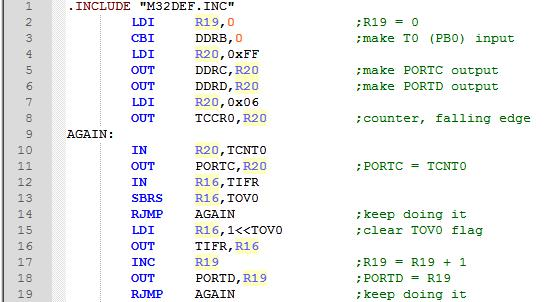 1 .INCLUDE "M32DEF.INC"
2 LDI R19,0 ;R19 = 0
3 CBI DDRB,0 ;make T0 (PB0) input
4 LDI R20,0xFF
5 OUT DDRC,R20 ;make PORTC output
6 OUT DDRD,R20 ;make PORTD output
7 LDI R20,0x06
8 OUT TCCR0,R20 ;counter, falling edge
9 AGAIN:
10 IN R20,TCNT0
11 OUT PORTC,R20 ;PORTC = TCNT0
12 IN R16,TIFR
13 SBRS R16,TOV0
14 RJMP AGAIN ;keep doing it
15 LDI R16,1<<TOV0 ;clear TOV0 flag
16 OUT TIFR,R16
17 INC R19 ;R19 = R19 + 1
18 OUT PORTD,R19 ;PORTD = R19
19 RJMP AGAIN ;keep doing it